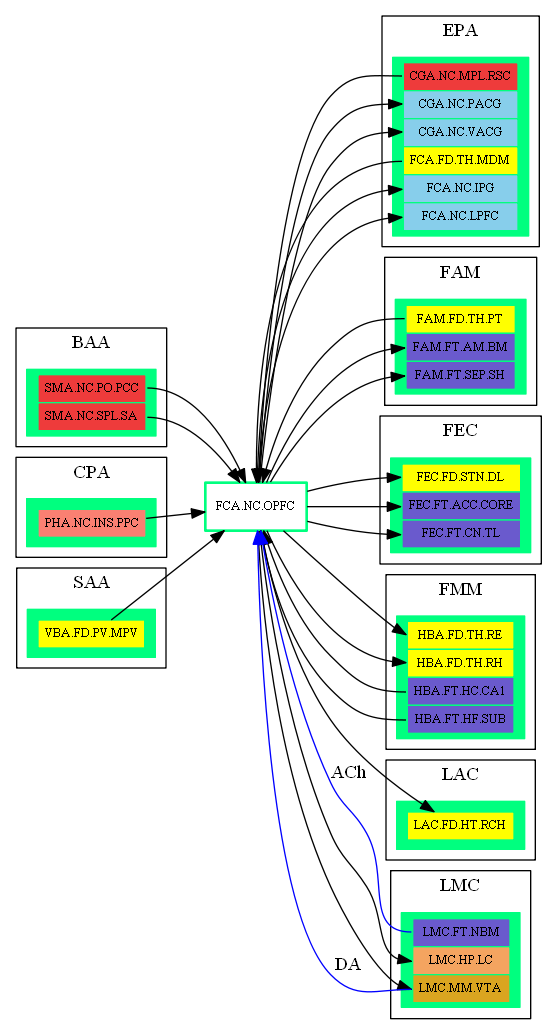 EPA
CGA.NC.MPL.RSC
CGA.NC.PACG
CGA.NC.VACG
FCA.FD.TH.MDM
FCA.NC.IPG
FCA.NC.LPFC
FAM
FAM.FD.TH.PT
FAM.FT.AM.BM
FAM.FT.SEP.SH
BAA
SMA.NC.PO.PCC
SMA.NC.SPL.SA
CPA
PHA.NC.INS.PPC
SAA
VBA.FD.PV.MPV
FCA.NC.OPFC
FEC
FEC.FD.STN.DL
FEC.FT.ACC.CORE
FEC.FT.CN.TL
FMM
HBA.FD.TH.RE
HBA.FD.TH.RH
HBA.FT.HC.CA1
HBA.FT.HF.SUB
LAC
ACh
LAC.FD.HT.RCH
LMC
LMC.FT.NBM
DA
LMC.HP.LC
LMC.MM.VTA